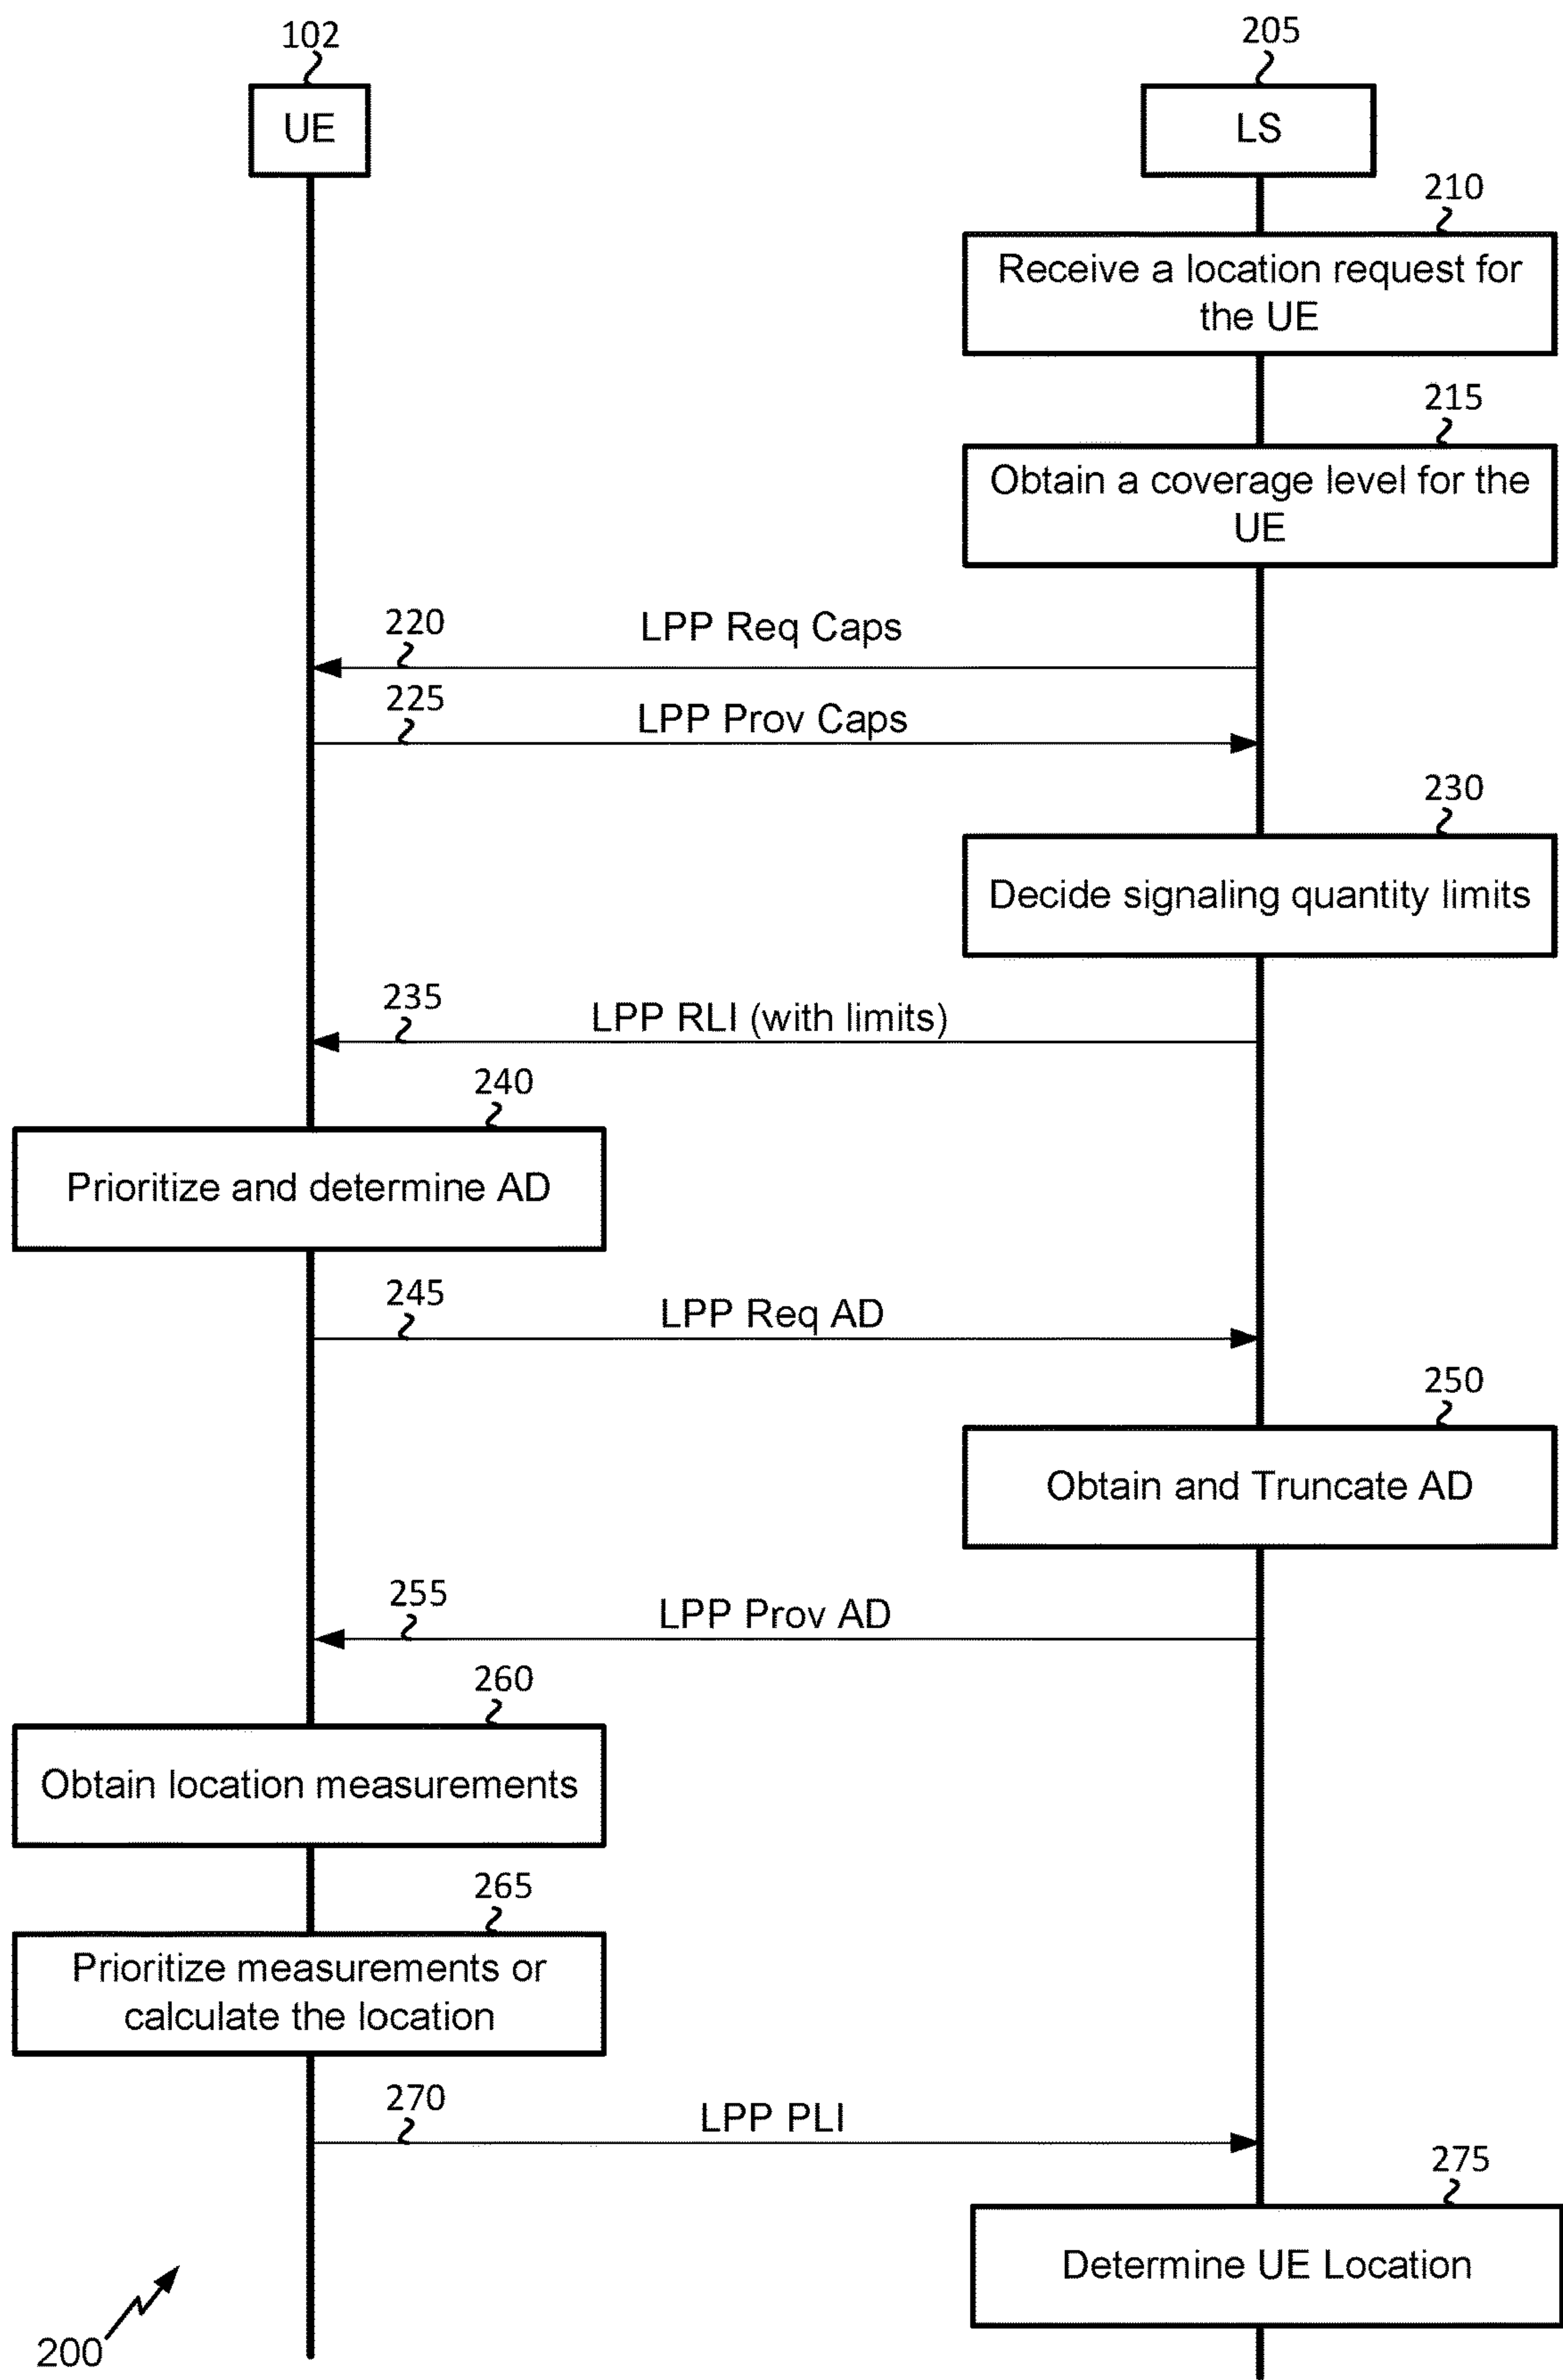 102
205
UE
LS
210
Receive a location request for
the UE
215
Obtain a coverage level for the
UE
220
LPP Req Caps
225
LPP Prov Caps
230
Decide signaling quantity limits
235
LPP RLI (with limits)
240
Prioritize and determine AD
245
LPP Req AD
250
Obtain and Truncate AD
255
LPP Prov AD
260
Obtain location measurements
265
Prioritize measurements or
calculate the location
270
LPP PLI
275
Determine UE Location
200